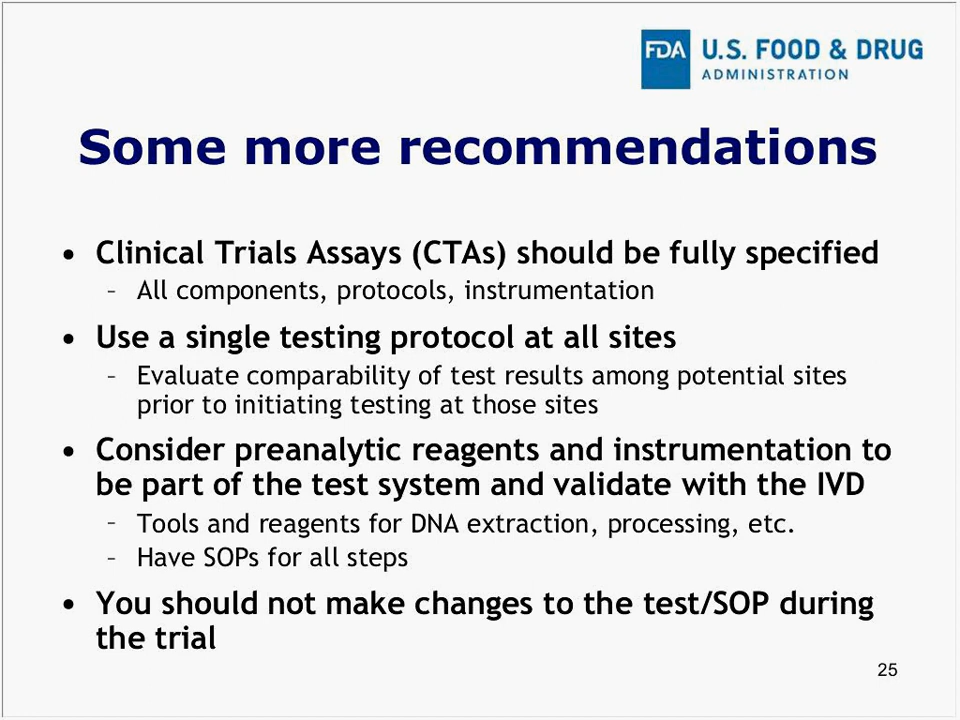 FDA U.S. FOOD & DRUG
ADMINISTRATION
Some more recommendations
• Clinical Trials Assays (CTAs) should be fully specified
– All components, protocols, instrumentation
• Use a single testing protocol at all sites
– Evaluate comparability of test results among potential sites
prior to initiating testing at those sites
• Consider preanalytic reagents and instrumentation to
be part of the test system and validate with the IVD
– Tools and reagents for DNA extraction, processing, etc.
– Have SOPs for all steps
• You should not make changes to the test/SOP during
the trial
25